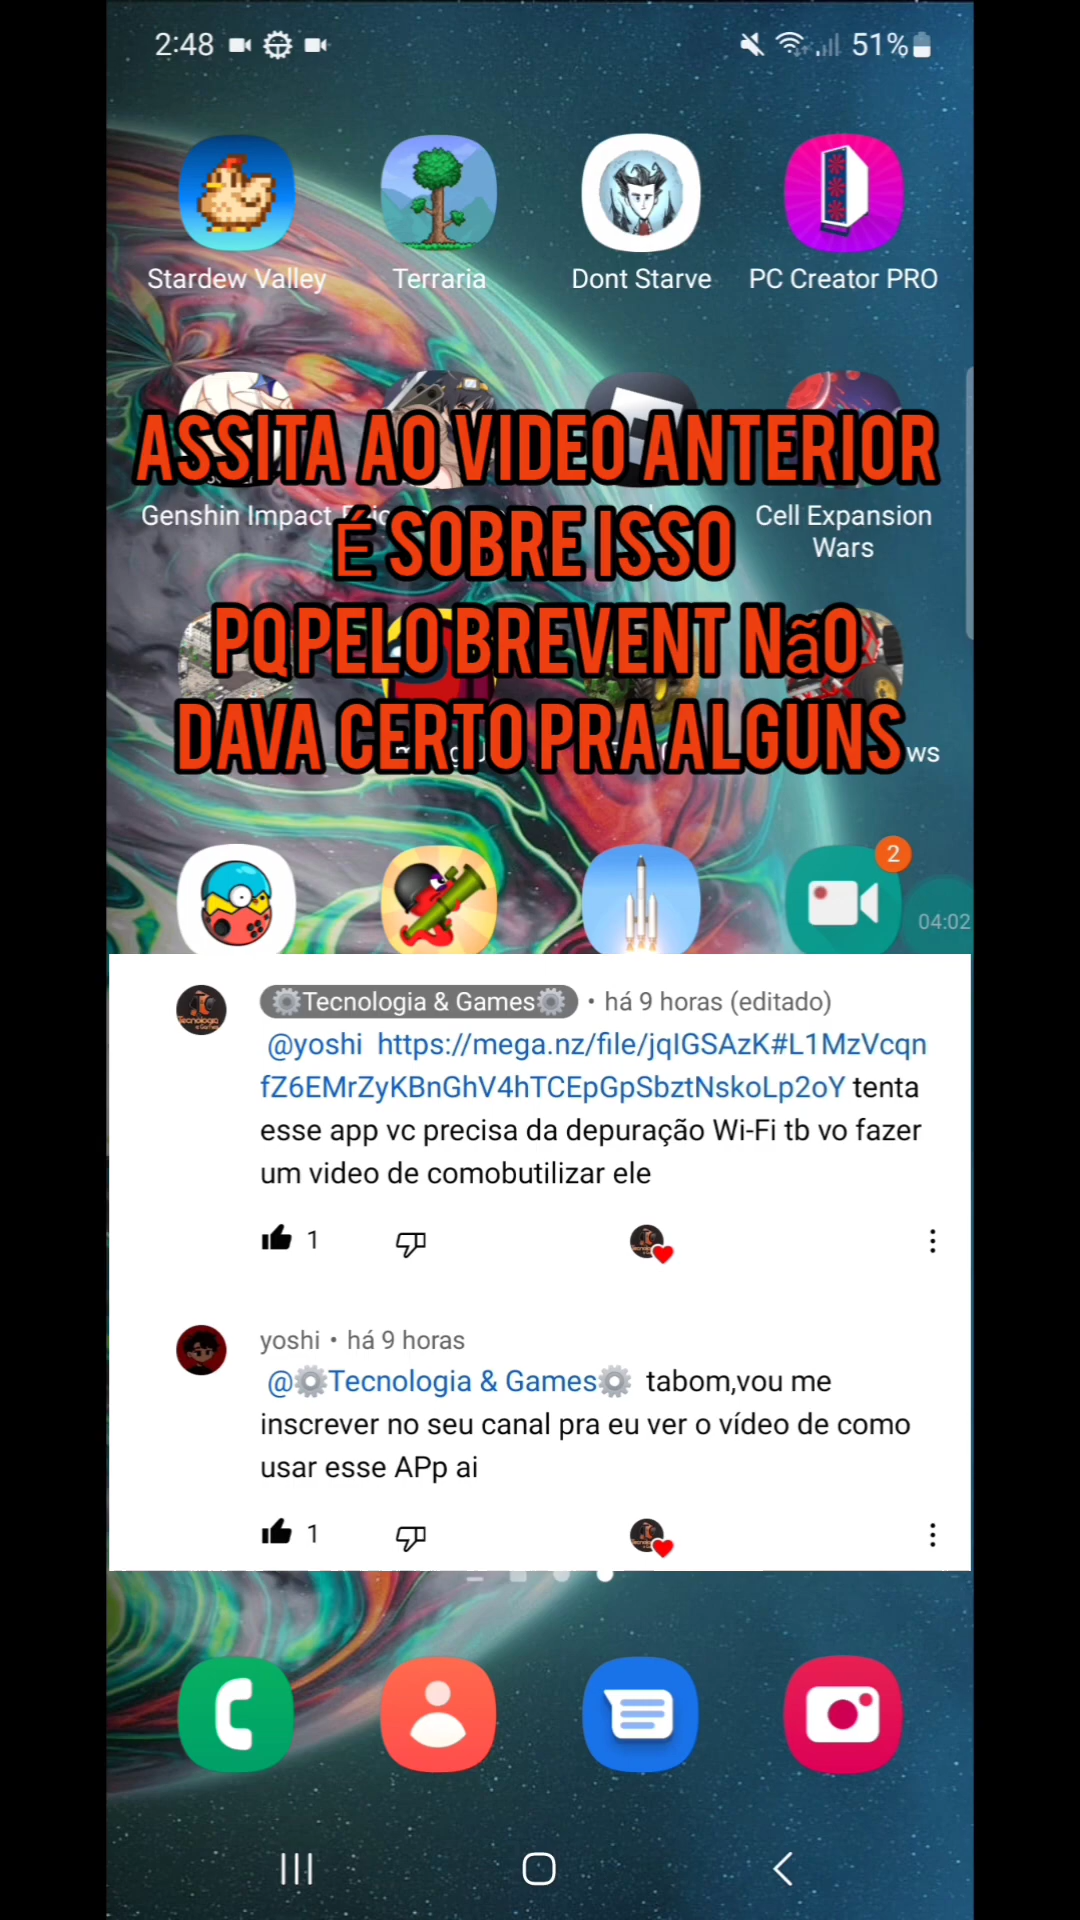 2:48
51%
Stardew Valley
Terraria
Dont Starve
PC Creator PRO
ASSITA AO VIDEO ANTERIOR
Genshin Impact
Cell Expansion
Wars
É SOBRE ISSO
PQ PELO BREVENT NãO
DAVA CERTO PRA ALGUNS
ws
2
04:02
⚙Tecnologia & Games⚙ • há 9 horas (editado)
@yoshi https://mega.nz/file/jqIGSAzK#L1MzVcqn
fZ6EMrZyKBnGhV4hTCEpGpSbztNskoLp2oY tenta
esse app vc precisa da depuração Wi-Fi tb vo fazer
um video de comobutilizar ele
1
yoshi • há 9 horas
@⚙Tecnologia & Games⚙ tabom,vou me
inscrever no seu canal pra eu ver o vídeo de como
usar esse APp ai
1